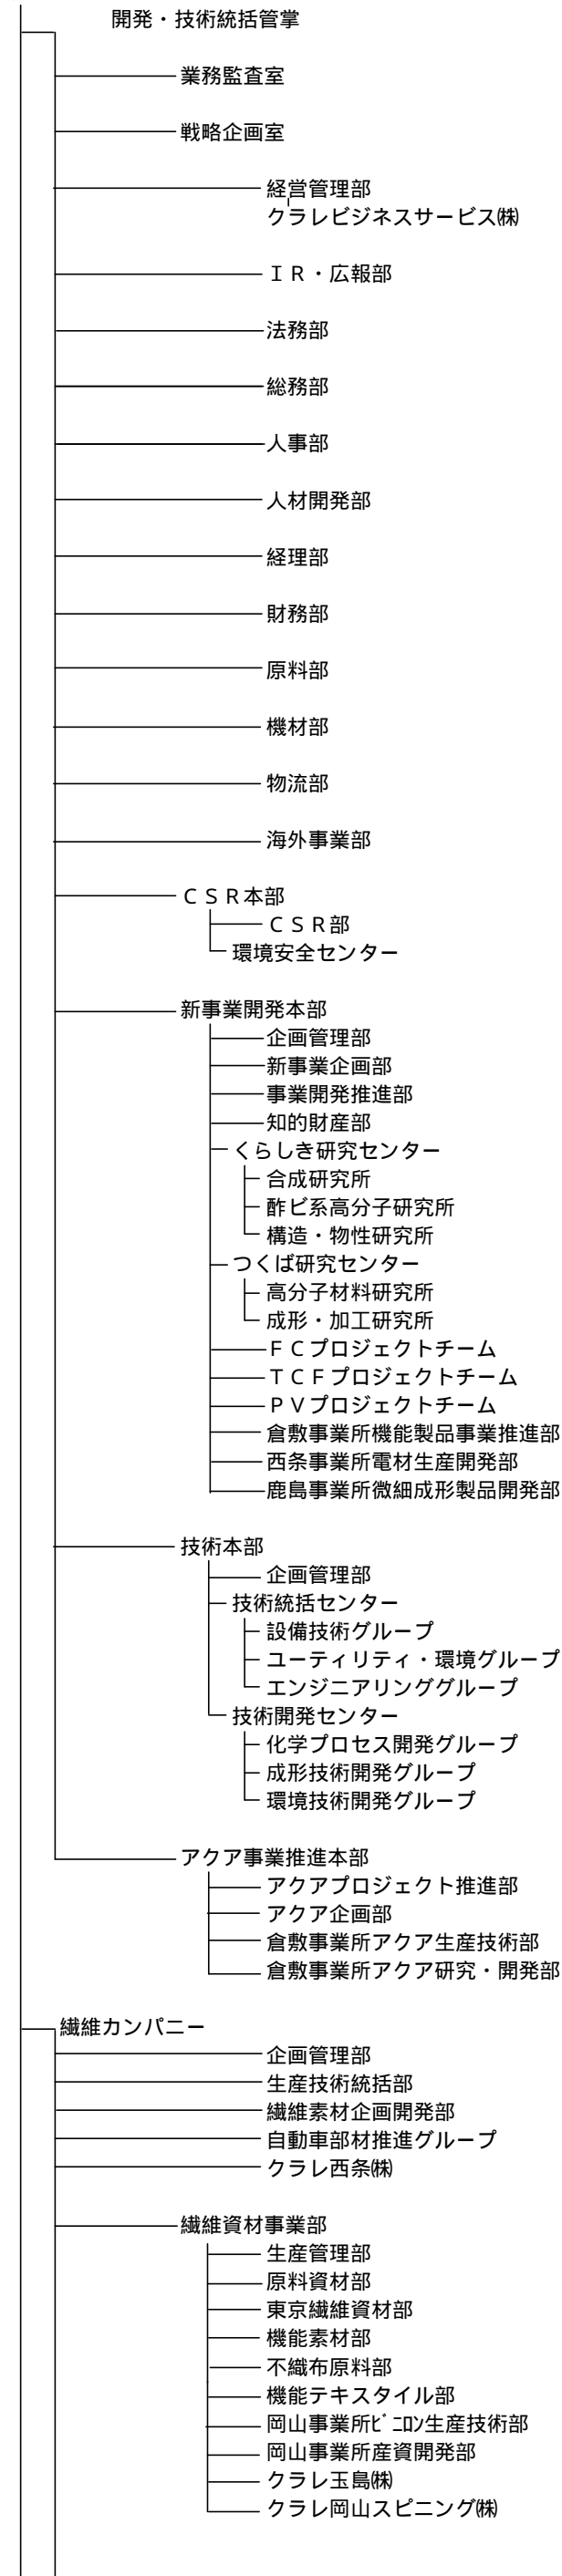 開発・技術統括管掌
業務監査室
戦略企画室
経営管理部
クラレビジネスサービス㈱
ＩＲ・広報部
法務部
総務部
人事部
人材開発部
経理部
財務部
原料部
機材部
物流部
海外事業部
ＣＳＲ本部
ＣＳＲ部
環境安全センター
新事業開発本部
企画管理部
新事業企画部
事業開発推進部
知的財産部
くらしき研究センター
合成研究所
酢ビ系高分子研究所
構造・物性研究所
つくば研究センター
高分子材料研究所
成形・加工研究所
ＦＣプロジェクトチーム
ＴＣＦプロジェクトチーム
ＰＶプロジェクトチーム
倉敷事業所機能製品事業推進部
西条事業所電材生産開発部
鹿島事業所微細成形製品開発部
技術本部
企画管理部
技術統括センター
設備技術グループ
ユーティリティ・環境グループ
エンジニアリンググループ
技術開発センター
化学プロセス開発グループ
成形技術開発グループ
環境技術開発グループ
アクア事業推進本部
アクアプロジェクト推進部
アクア企画部
倉敷事業所アクア生産技術部
倉敷事業所アクア研究・開発部
繊維カンパニー
企画管理部
生産技術統括部
繊維素材企画開発部
自動車部材推進グループ
クラレ西条㈱
繊維資材事業部
生産管理部
原料資材部
東京繊維資材部
機能素材部
不織布原料部
機能テキスタイル部
岡山事業所ﾋﾞﾆﾛﾝ生産技術部
岡山事業所産資開発部
クラレ玉島㈱
クラレ岡山スピニング㈱